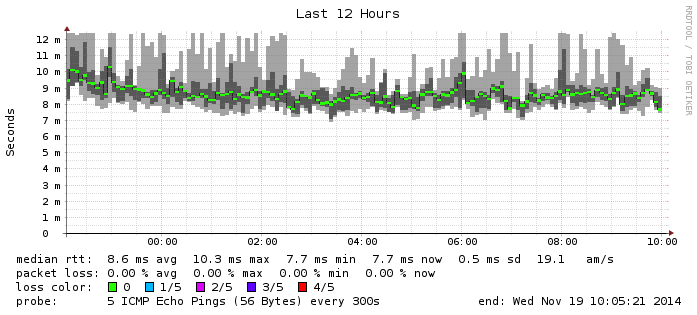 Last 12 Hours
RRDTOOL / TOBI OETIKER
Seconds
12 m
11 m
10 m
9 m
8 m
7 m
6 m
5 m
4 m
3 m
2 m
1 m
0
00:00 02:00 04:00 06:00 08:00 10:00
median rtt: 8.6 ms avg 10.3 ms max 7.7 ms min 7.7 ms now 0.5 ms sd 19.1 am/s
packet loss: 0.00 % avg 0.00 % max 0.00 % min 0.00 % now
loss color: 0 1/5 2/5 3/5 4/5
probe: 5 ICMP Echo Pings (56 Bytes) every 300s end: Wed Nov 19 10:05:21 2014